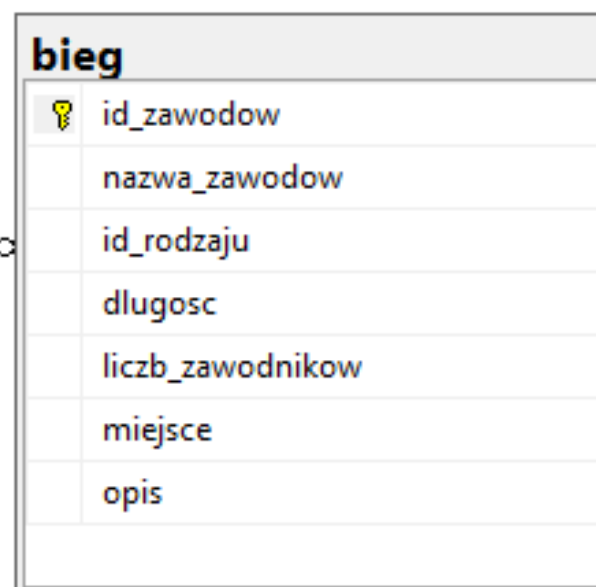 bieg
id_zawodow
nazwa_zawodow
id_rodzaju
dlugosc
liczb_zawodnikow
miejsce
opis